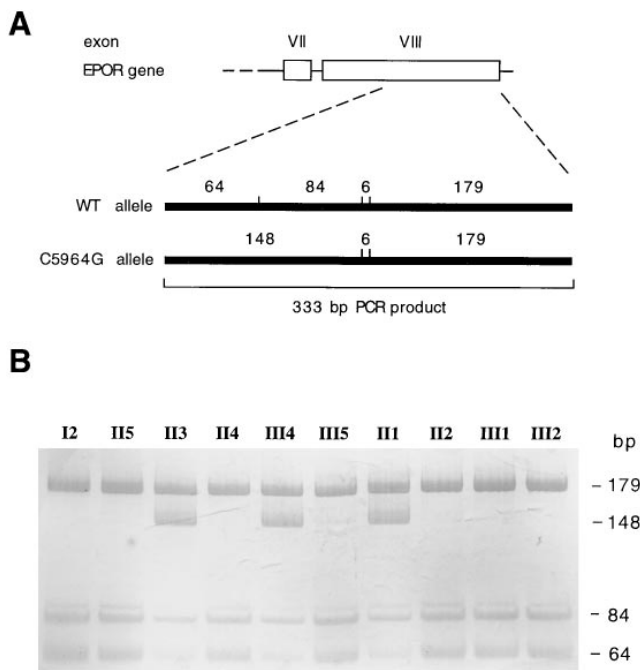 A
exon VII VIII
EPOR gene
64 84 6 179
WT allele
148 6 179
C5964G allele
333 bp PCR product
B
I2 II5 II3 II4 III4 III5 II1 II2 III1 III2
bp
179
148
84
64